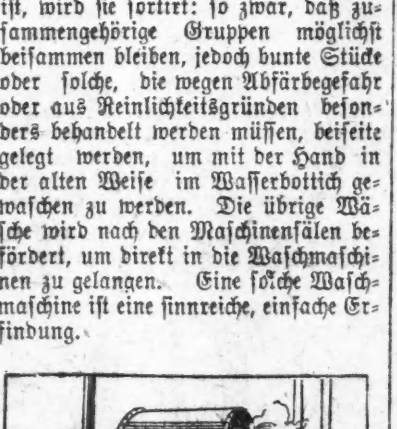 ist, wird sie sortirt: so zwar, daß zu=
sammengehörige Gruppen möglichst
beisammen bleiben, jedoch bunte Stücke
oder solche, die wegen Abfärbegefahr
oder aus Reinlichkeitsgründen beson=
ders behandelt werden müssen, beiseite
gelegt werden, um mit der Hand in
der alten Weise im Wasserbottich ge=
waschen zu werden. Die übrige Wä=
sche wird nach den Maschinensälen be=
fördert, um direkt in die Waschmaschi=
nen zu gelangen. Eine solche Wasch=
maschine ist eine sinnreiche, einfache Er=
findung.